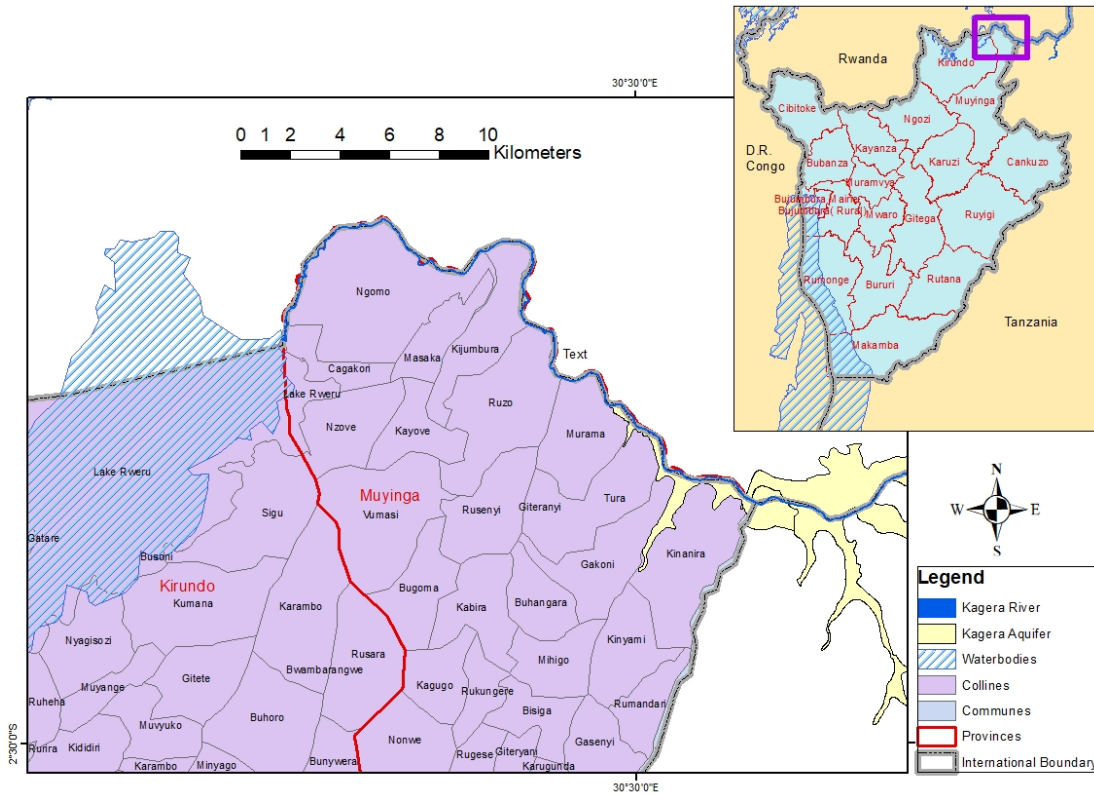 30°30'0"E
0 1 2 4 6 8 10
Kilometers
Rwanda
Kirundo
Muyinga
Cibitoke
Ngozi
D.R.
Congo
Bubanza
Kayanza
Karuzi
Cankuzo
Muramvya
Bujumbura Mairie
Bujumbura( Rural)
Mwaro
Gitega
Ruyigi
Rumonge
Bururi
Rutana
Tanzania
Makamba
Ngomo
Masaka
Kijumbura
Text
Cagakori
Lake Rweru
Ruzo
Nzove
Kayove
Murama
Lake Rweru
Muyinga
Vumasi
Rusenyi
Giteranyi
Tura
Sigu
Gatare
Busoni
Kinanira
Gakoni
Kirundo
Kumana
Karambo
Bugoma
Kabira
Buhangara
Nyagisozi
Rusara
Kinyami
Mihigo
Bwambarangwe
Gitete
Muyange
Kagugo
Rukungere
Ruheha
Bisiga
Rumandan
Buhoro
Muvyuko
Rurira
Kididiri
Nonwe
Gasenyi
Rugese
Giteryani
Karambo
Minyago
Bunywera
Karugunda
2°30'0"S
30°30'0"E
N
W
E
S
Legend
Kagera River
Kagera Aquifer
Waterbodies
Collines
Communes
Provinces
International Boundary